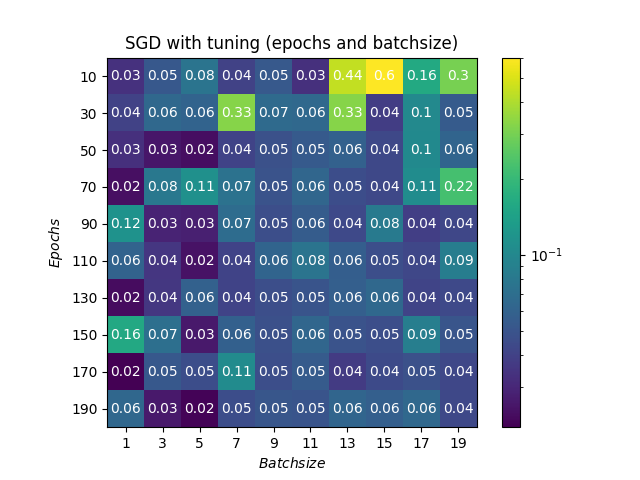 SGD with tuning (epochs and batchsize)
10 0.03 0.05 0.08 0.04 0.05 0.03 0.44 0.6 0.16 0.3
30 0.04 0.06 0.06 0.33 0.07 0.06 0.33 0.04 0.1 0.05
50 0.03 0.03 0.02 0.04 0.05 0.05 0.06 0.04 0.1 0.06
70 0.02 0.08 0.11 0.07 0.05 0.06 0.05 0.04 0.11 0.22
90 0.12 0.03 0.03 0.07 0.05 0.06 0.04 0.08 0.04 0.04
Epochs
10⁻¹
110 0.06 0.04 0.02 0.04 0.06 0.08 0.06 0.05 0.04 0.09
130 0.02 0.04 0.06 0.04 0.05 0.05 0.06 0.06 0.04 0.04
150 0.16 0.07 0.03 0.06 0.05 0.06 0.05 0.05 0.09 0.05
170 0.02 0.05 0.05 0.11 0.05 0.05 0.04 0.04 0.05 0.04
190 0.06 0.03 0.02 0.05 0.05 0.05 0.06 0.06 0.06 0.04
1 3 5 7 9 11 13 15 17 19
Batchsize